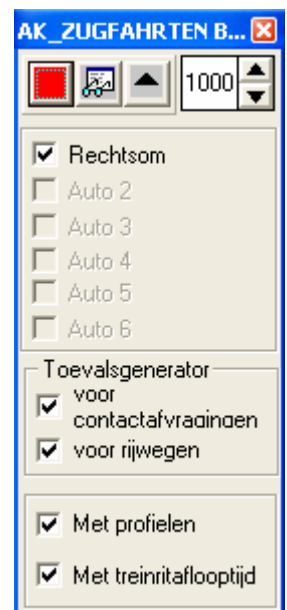 AK_ZUGFAHRTEN B...
1000
Rechtsom
Auto 2
Auto 3
Auto 4
Auto 5
Auto 6
Toevalsgenerator
voor
contactafvragingen
voor rijwegen
Met profielen
Met treinritaflooptijd